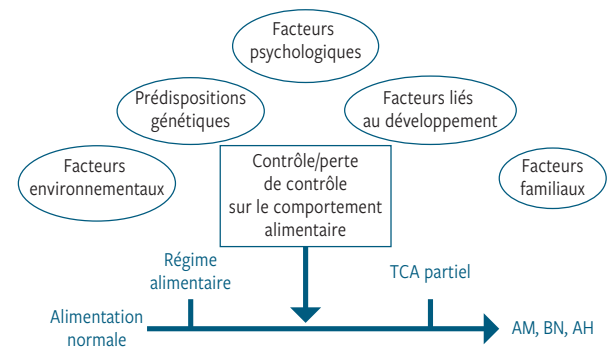 Facteurs
psychologiques
Prédispositions
génétiques
Facteurs liés
au développement
Facteurs
environnementaux
Contrôle/perte
de contrôle
sur le comportement
alimentaire
Facteurs
familiaux
Régime
alimentaire
TCA partiel
Alimentation
normale
AM, BN, AH